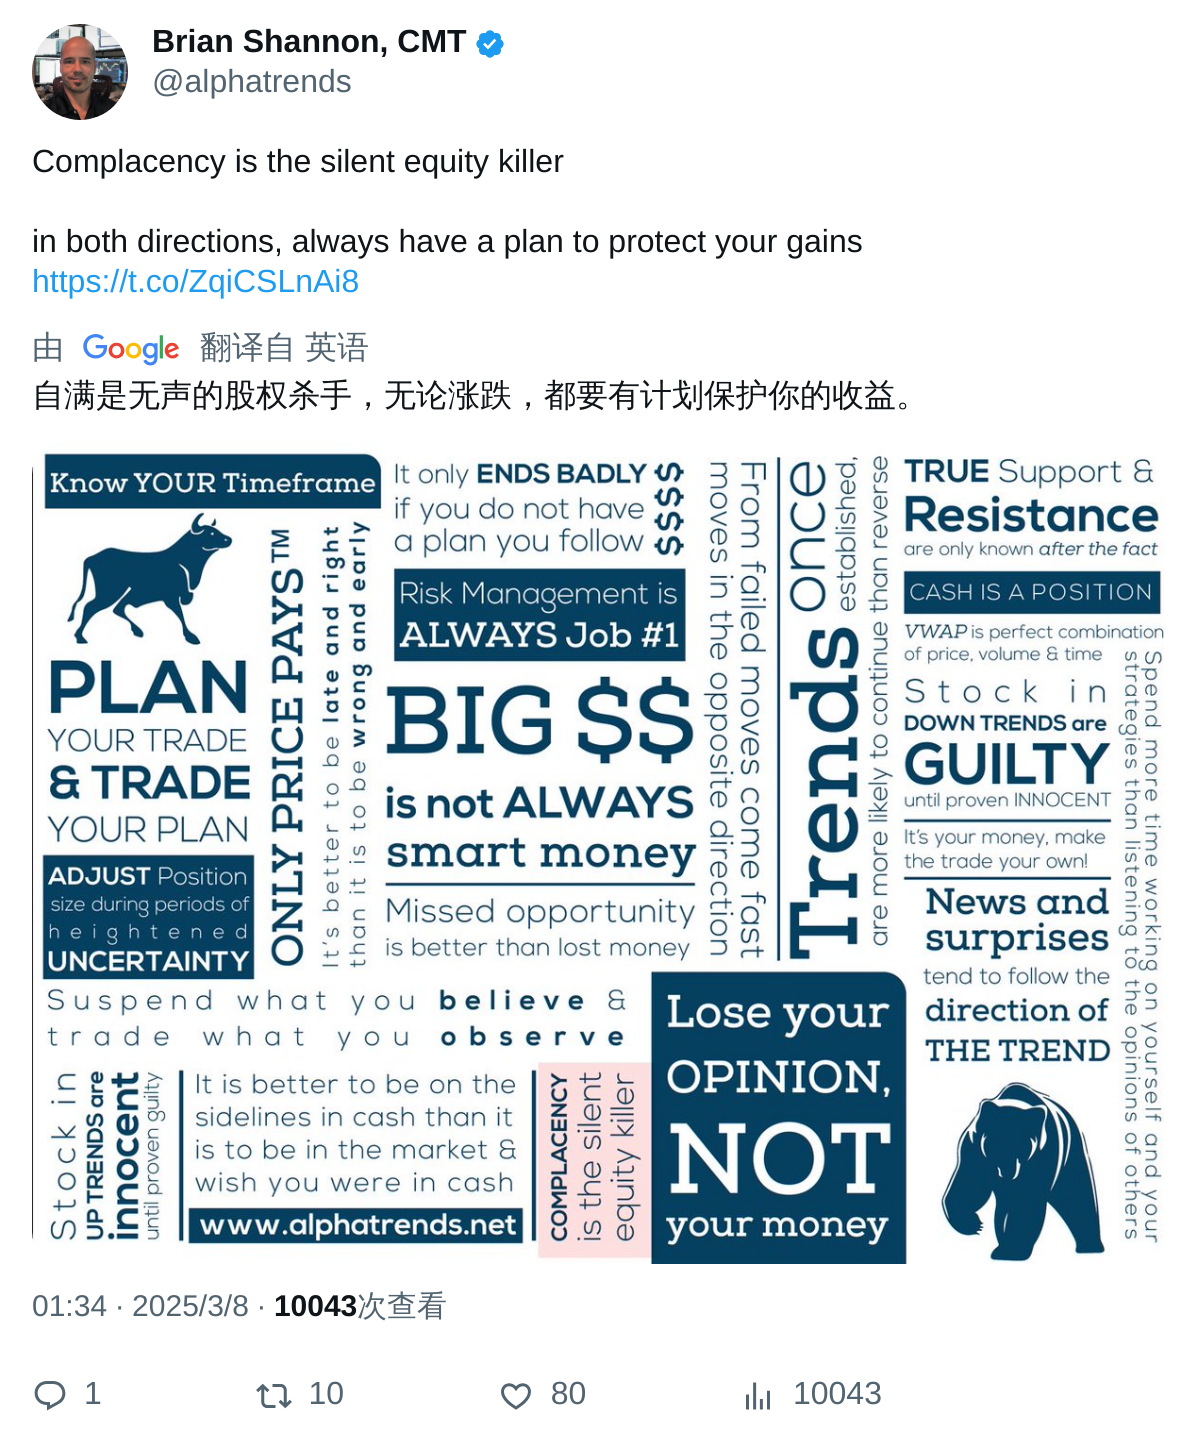 Brian Shannon, CMT
@alphatrends
Complacency is the silent equity killer
in both directions, always have a plan to protect your gains
https://t.co/ZqiCSLnAi8
由 Google 翻译自 英语
自满是无声的股权杀手，无论涨跌，都要有计划保护你的收益。
Know YOUR Timeframe
PLAN
YOUR TRADE
& TRADE
YOUR PLAN
ADJUST Position
size during periods of
heightened
UNCERTAINTY
ONLY PRICE PAYS™
It's better to be late and right
than it is to be wrong and early
It only ENDS BADLY
if you do not have
a plan you follow
$$$$
Risk Management is
ALWAYS Job #1
BIG $$
is not ALWAYS
smart money
Missed opportunity
is better than lost money
From failed moves come fast
moves in the opposite direction
Trends once
established,
are more likely to continue than reverse
TRUE Support &
Resistance
are only known after the fact
CASH IS A POSITION
VWAP is perfect combination
of price, volume & time
Stock in
DOWN TRENDS are
GUILTY
until proven INNOCENT
It's your money, make
the trade your own!
News and
surprises
tend to follow the
direction of
THE TREND
Spend more time working on yourself and your
strategies than listening to the opinions of others
Suspend what you believe &
trade what you observe
Stock in
UP TRENDS are
innocent
until proven guilty
It is better to be on the
sidelines in cash than it
is to be in the market &
wish you were in cash
www.alphatrends.net
COMPLACENCY
is the silent
equity killer
Lose your
OPINION,
NOT
your money
01:34 · 2025/3/8 · 10043次查看
1 10 80 10043